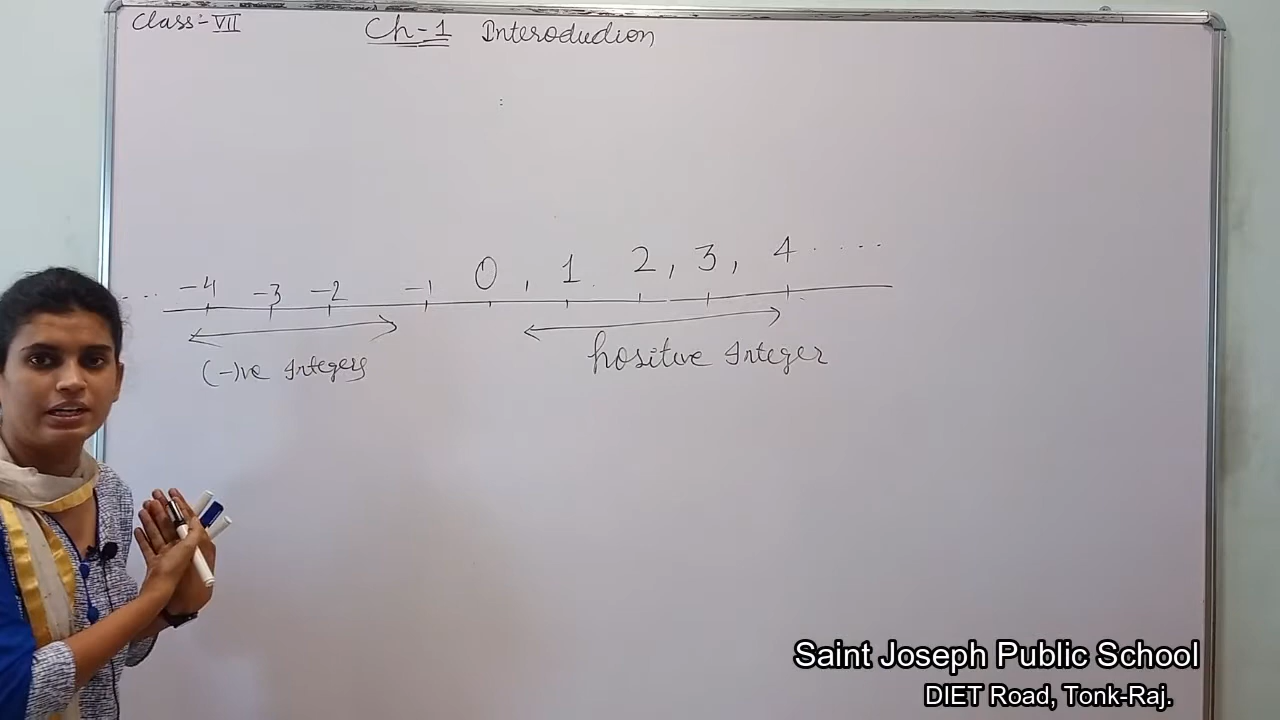 Class:- VII Ch-1 Interodudion
.... -4 -3 -2 -1 0 , 1. 2 , 3 , 4 .....
(-)ve Integers positive Integer
Saint Joseph Public School
DIET Road, Tonk-Raj.